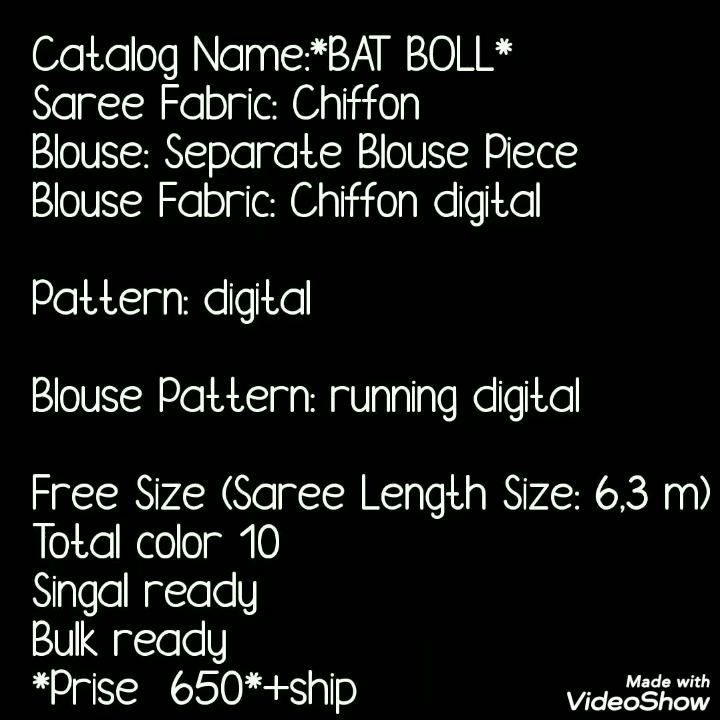 Catalog Name:*BAT BOLL*
Saree Fabric: Chiffon
Blouse: Separate Blouse Piece
Blouse Fabric: Chiffon digital
Pattern: digital
Blouse Pattern: running digital
Free Size (Saree Length Size: 6,3 m)
Total color 10
Singal ready
Bulk ready
*Prise  650*+ship
Made with
VideoShow